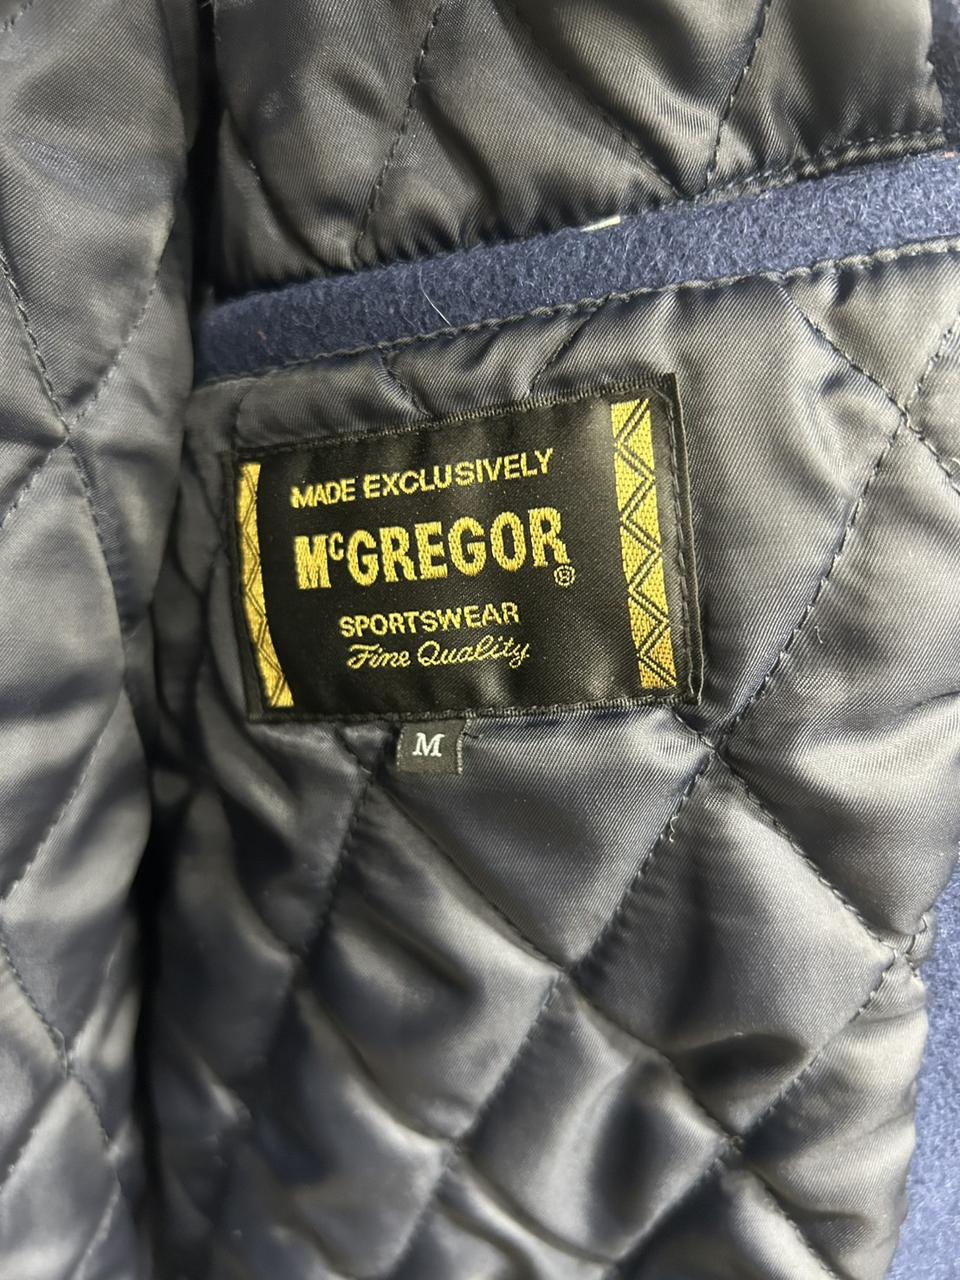 MADE EXCLUSIVELY
McGREGOR®
SPORTSWEAR
Fine Quality
M